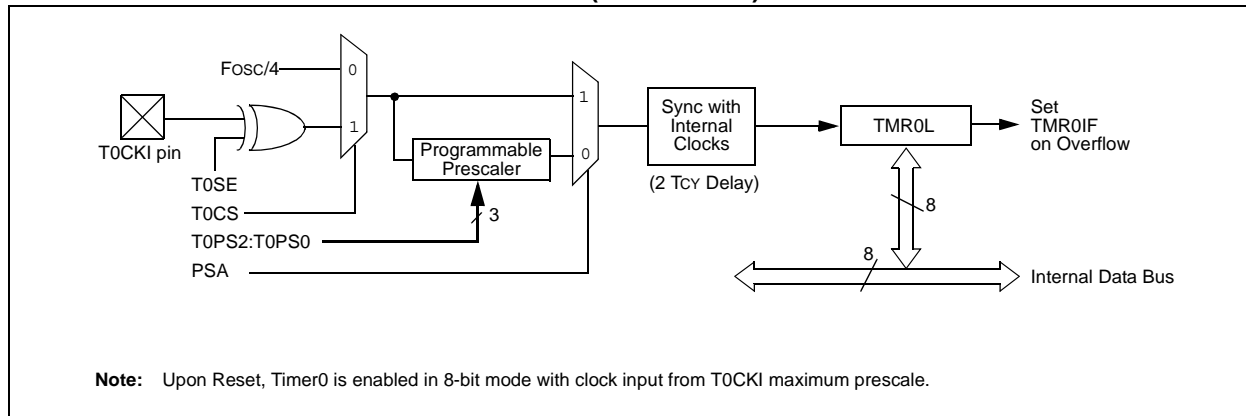 FOSC/4
0
1
T0CKI pin
T0SE
T0CS
T0PS2:T0PS0
PSA
Programmable
Prescaler
3
1
0
Sync with
Internal
Clocks
(2 TCY Delay)
TMR0L
Set
TMR0IF
on Overflow
8
8
Internal Data Bus
Note: Upon Reset, Timer0 is enabled in 8-bit mode with clock input from T0CKI maximum prescale.